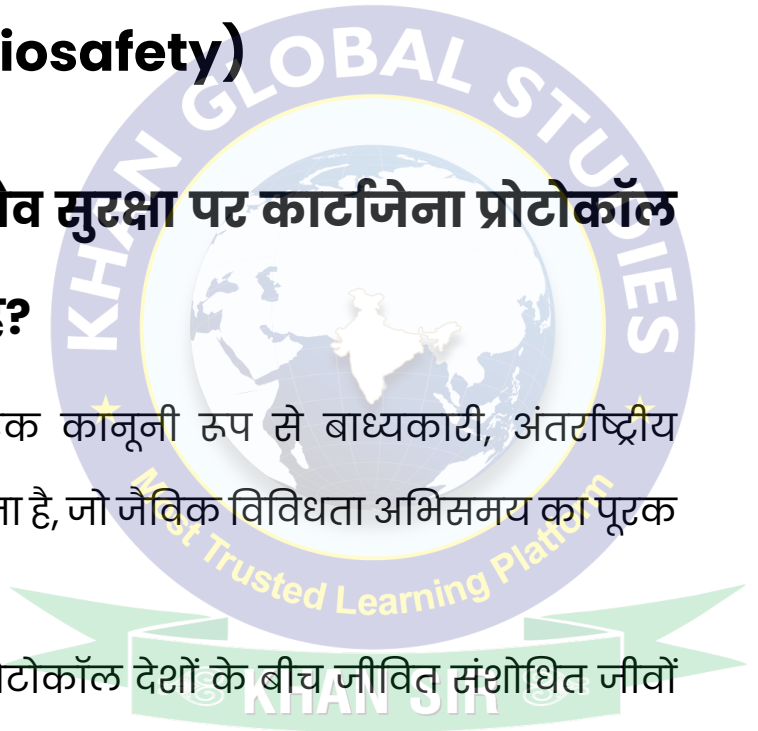 iosafety)
व सुरक्षा पर कार्टाजेना प्रोटोकॉल
?
क कानूनी रूप से बाध्यकारी, अंतर्राष्ट्रीय
ा है, जो जैविक विविधता अभिसमय का पूरक
टोकॉल देशों के बीच जीवित संशोधित जीवों
KHAN GLOBAL STUDIES
Most Trusted Learning Platform
KHAN SIR